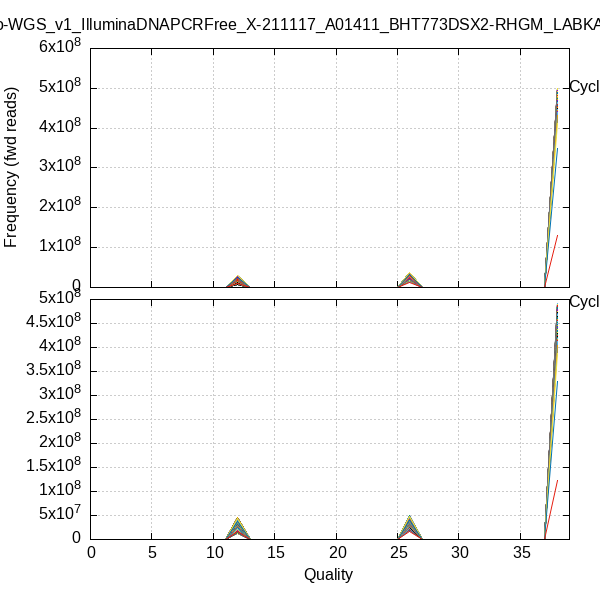 o-WGS_v1_IlluminaDNAPCRFree_X-211117_A01411_BHT773DSX2-RHGM_LABKA
6x10^8
5x10^8
Cycl
4x10^8
3x10^8
2x10^8
1x10^8
0
Frequency (fwd reads)
5x10^8
Cycl
4.5x10^8
4x10^8
3.5x10^8
3x10^8
2.5x10^8
2x10^8
1.5x10^8
1x10^8
5x10^7
0
0 5 10 15 20 25 30 35
Quality